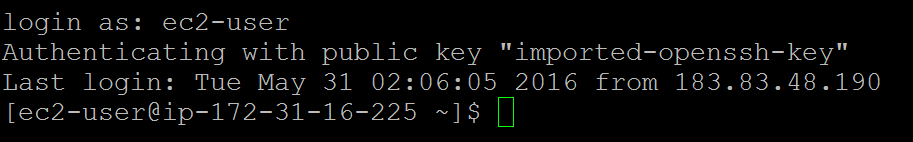 login as: ec2-user
Authenticating with public key "imported-openssh-key"
Last login: Tue May 31 02:06:05 2016 from 183.83.48.190
[ec2-user@ip-172-31-16-225 ~]$